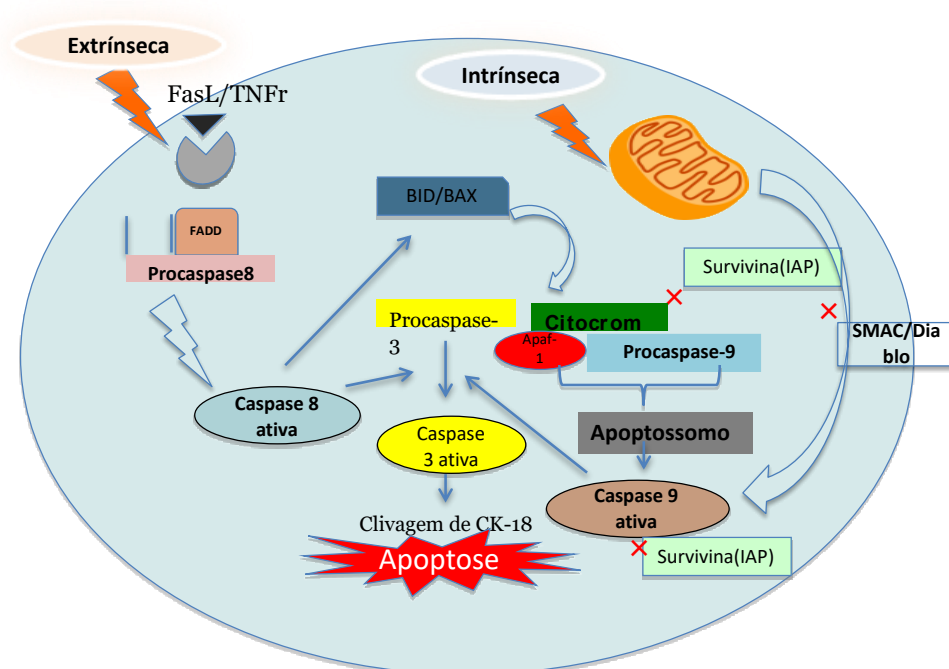 Extrínseca
Intrínseca
FasL/TNFr
BID/BAX
FADD
Procaspase8
Survivina(IAP)
Procaspase-
3
Citocrom
Apaf-
1
Procaspase-9
SMAC/Dia
blo
Caspase 8
ativa
Caspase
3 ativa
Apoptossomo
Caspase 9
ativa
Clivagem de CK-18
Apoptose
Survivina(IAP)